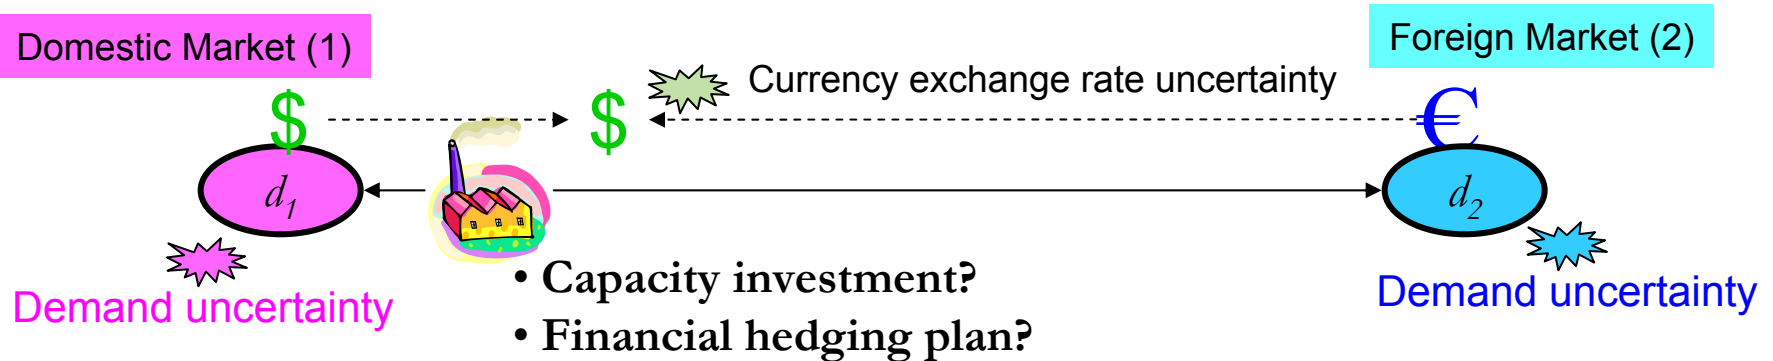 Domestic Market (1)
Foreign Market (2)
$
$
Currency exchange rate uncertainty
€
d1
d2
Demand uncertainty
Demand uncertainty
• Capacity investment?
• Financial hedging plan?